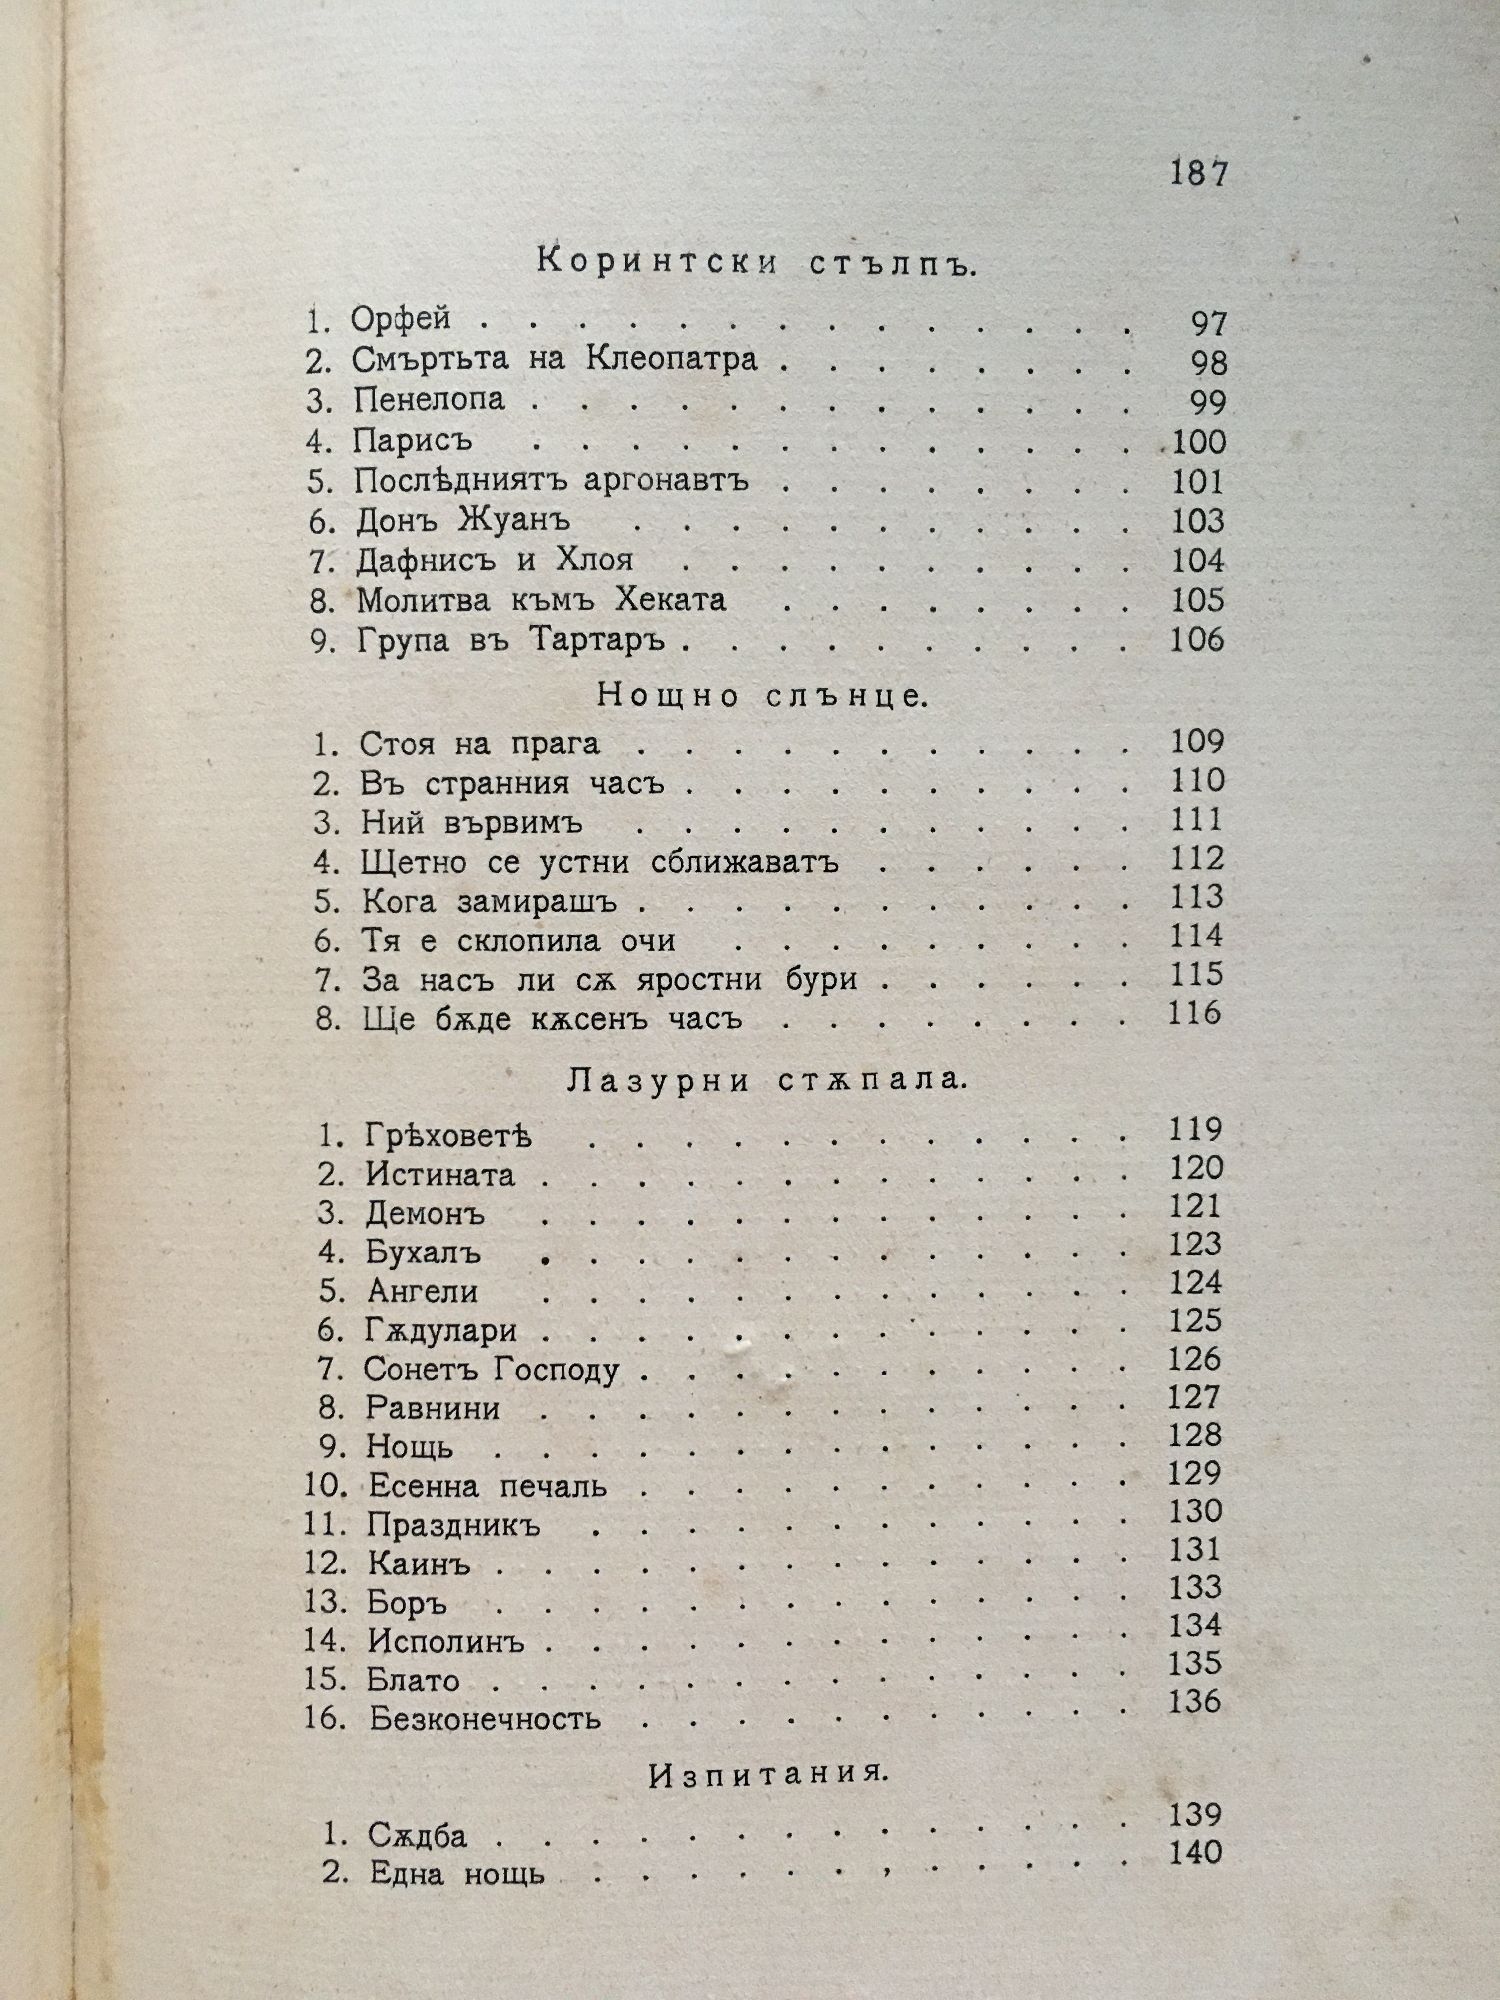 187
Коринтски стълпъ.
1. Орфей . . . . . . . . . . . . . . 97
2. Смъртьта на Клеопатра . . . . . . . . 98
3. Пенелопа . . . . . . . . . . . . . 99
4. Парисъ . . . . . . . . . . . . . 100
5. Послѣдниятъ аргонавтъ . . . . . . . . 101
6. Донъ Жуанъ . . . . . . . . . . . 103
7. Дафнисъ и Хлоя . . . . . . . . . . 104
8. Молитва къмъ Хеката . . . . . . . . 105
9. Група въ Тартаръ . . . . . . . . . . 106
Нощно слънце.
1. Стоя на прага . . . . . . . . . . . 109
2. Въ странния часъ . . . . . . . . . . 110
3. Ний вървимъ . . . . . . . . . . . 111
4. Щетно се устни сближаватъ . . . . . . 112
5. Кога замирашъ . . . . . . . . . . . 113
6. Тя е склопила очи . . . . . . . . . 114
7. За насъ ли сѫ яростни бури . . . . . . 115
8. Ще бѫде кѫсенъ часъ . . . . . . . . 116
Лазурни стѫпала.
1. Грѣховетѣ . . . . . . . . . . . . 119
2. Истината . . . . . . . . . . . . . 120
3. Демонъ . . . . . . . . . . . . . 121
4. Бухалъ . . . . . . . . . . . . . 123
5. Ангели . . . . . . . . . . . . . 124
6. Гѫдулари . . . . . . . . . . . . . 125
7. Сонетъ Господу . . . . . . . . . . . 126
8. Равнини . . . . . . . . . . . . . 127
9. Нощь . . . . . . . . . . . . . . 128
10. Есенна печаль . . . . . . . . . . . 129
11. Праздникъ . . . . . . . . . . . . 130
12. Каинъ . . . . . . . . . . . . . . 131
13. Боръ . . . . . . . . . . . . . . 133
14. Исполинъ . . . . . . . . . . . . . 134
15. Блато . . . . . . . . . . . . . . 135
16. Безконечность . . . . . . . . . . . 136
Изпитания.
1. Сѫдба . . . . . . . . . . . . . . 139
2. Една нощь . . . . . . , . . . . . 140